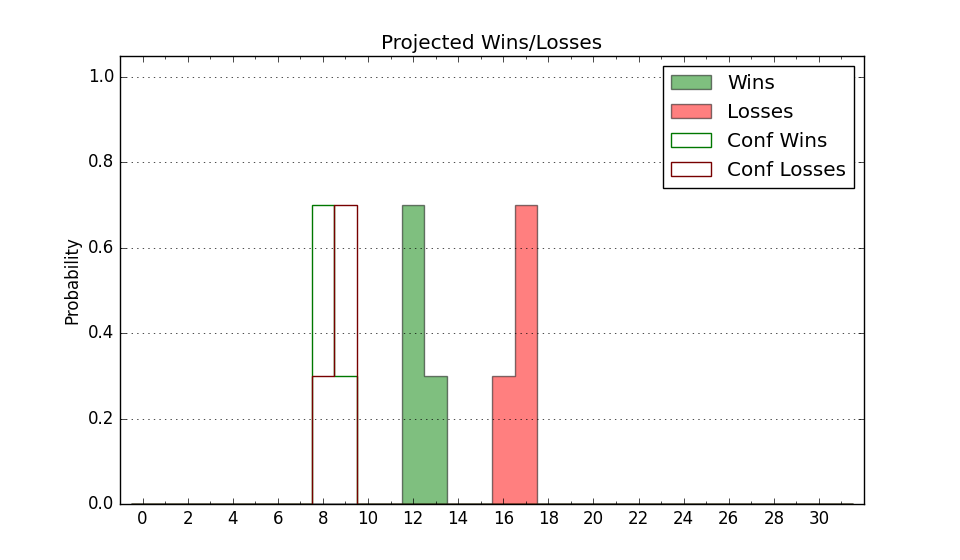 Projected Wins/Losses
Wins
Losses
Conf Wins
Conf Losses
Probability
1.0
0.8
0.6
0.4
0.2
0.0
0 2 4 6 8 10 12 14 16 18 20 22 24 26 28 30